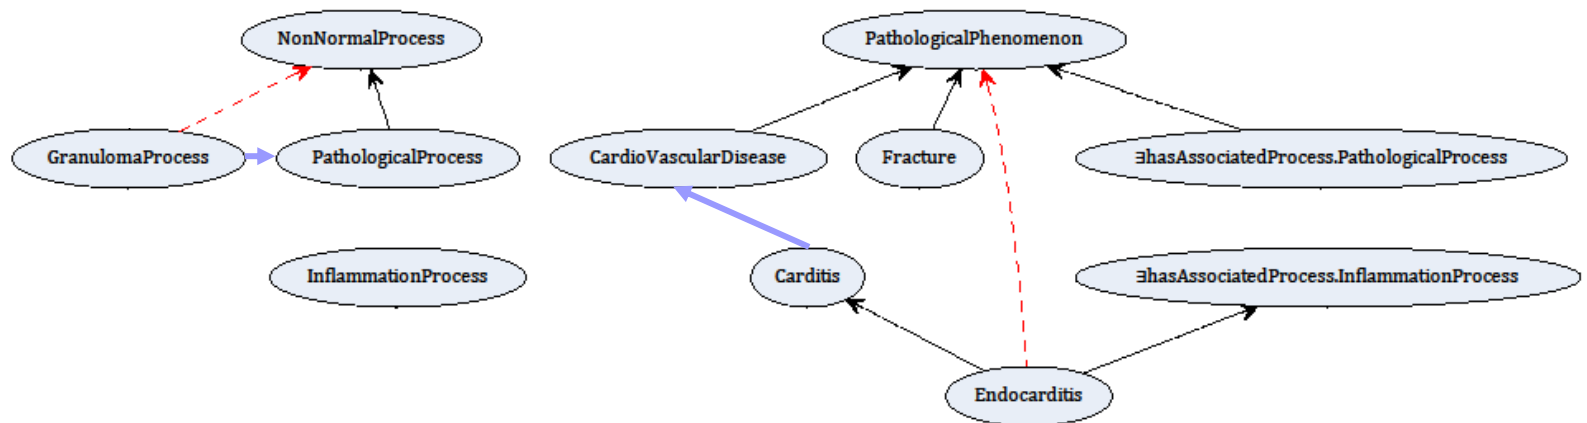 NonNormalProcess
PathologicalPhenomenon
GranulomaProcess
PathologicalProcess
CardioVascularDisease
Fracture
∃hasAssociatedProcess.PathologicalProcess
InflammationProcess
Carditis
∃hasAssociatedProcess.InflammationProcess
Endocarditis